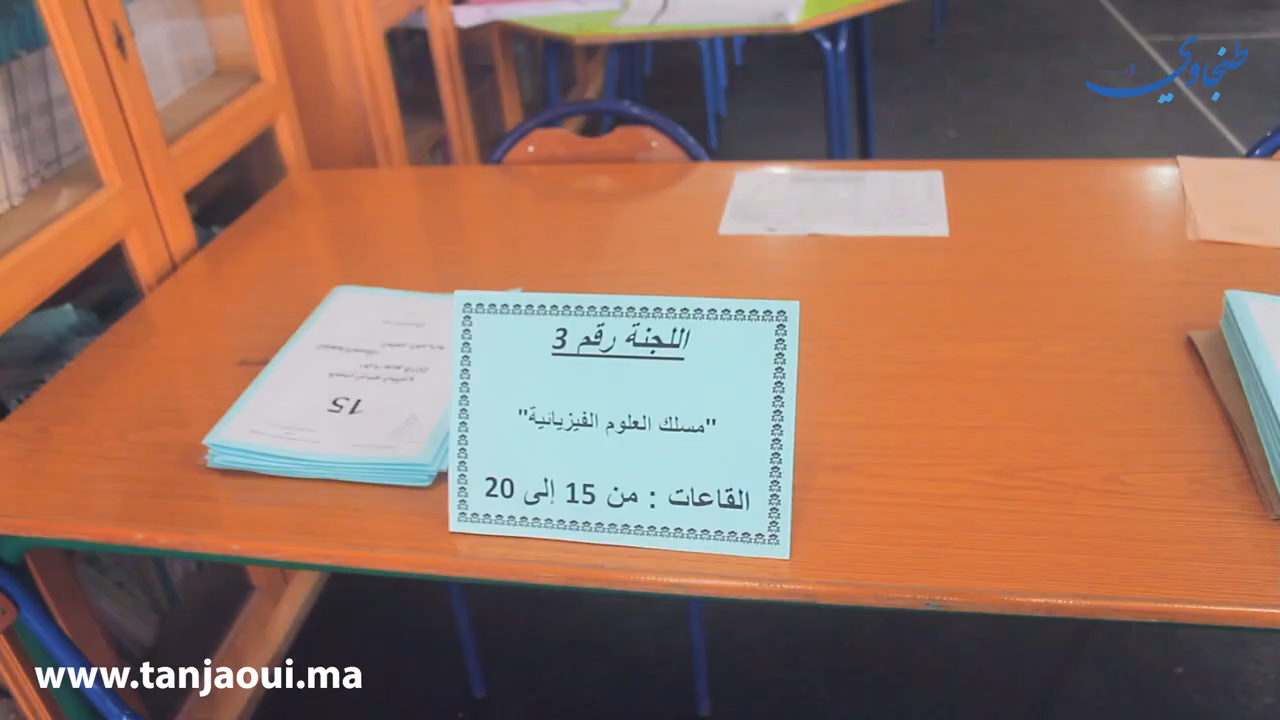 طنجاوي
اللجنة رقم 3
"مسلك العلوم الفيزيائية"
القاعات : من 15 إلى 20
15
www.tanjaoui.ma